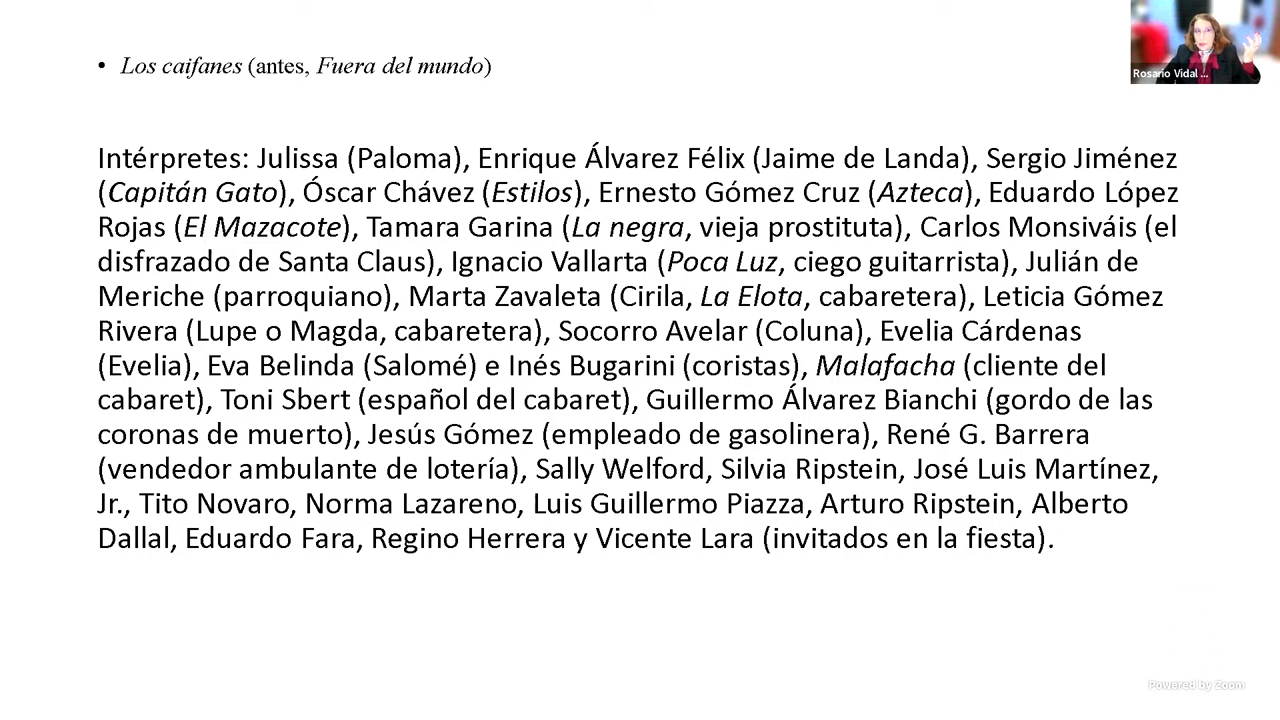 • Los caifanes (antes, Fuera del mundo)
Rosario Vidal ...
Intérpretes: Julissa (Paloma), Enrique Álvarez Félix (Jaime de Landa), Sergio Jiménez
(Capitán Gato), Óscar Chávez (Estilos), Ernesto Gómez Cruz (Azteca), Eduardo López
Rojas (El Mazacote), Tamara Garina (La negra, vieja prostituta), Carlos Monsiváis (el
disfrazado de Santa Claus), Ignacio Vallarta (Poca Luz, ciego guitarrista), Julián de
Meriche (parroquiano), Marta Zavaleta (Cirila, La Elota, cabaretera), Leticia Gómez
Rivera (Lupe o Magda, cabaretera), Socorro Avelar (Coluna), Evelia Cárdenas
(Evelia), Eva Belinda (Salomé) e Inés Bugarini (coristas), Malafacha (cliente del
cabaret), Toni Sbert (español del cabaret), Guillermo Álvarez Bianchi (gordo de las
coronas de muerto), Jesús Gómez (empleado de gasolinera), René G. Barrera
(vendedor ambulante de lotería), Sally Welford, Silvia Ripstein, José Luis Martínez,
Jr., Tito Novaro, Norma Lazareno, Luis Guillermo Piazza, Arturo Ripstein, Alberto
Dallal, Eduardo Fara, Regino Herrera y Vicente Lara (invitados en la fiesta).
Powered by Zoom